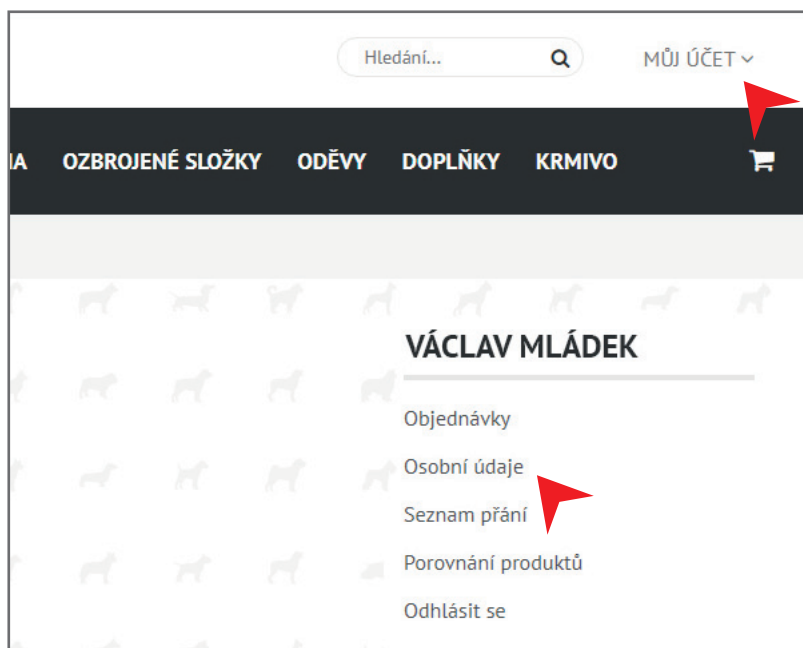 Hledání...
MŮJ ÚČET
IA OZBROJENÉ SLOŽKY ODĚVY DOPLŇKY KRMIVO
VÁCLAV MLÁDEK
Objednávky
Osobní údaje
Seznam přání
Porovnání produktů
Odhlásit se